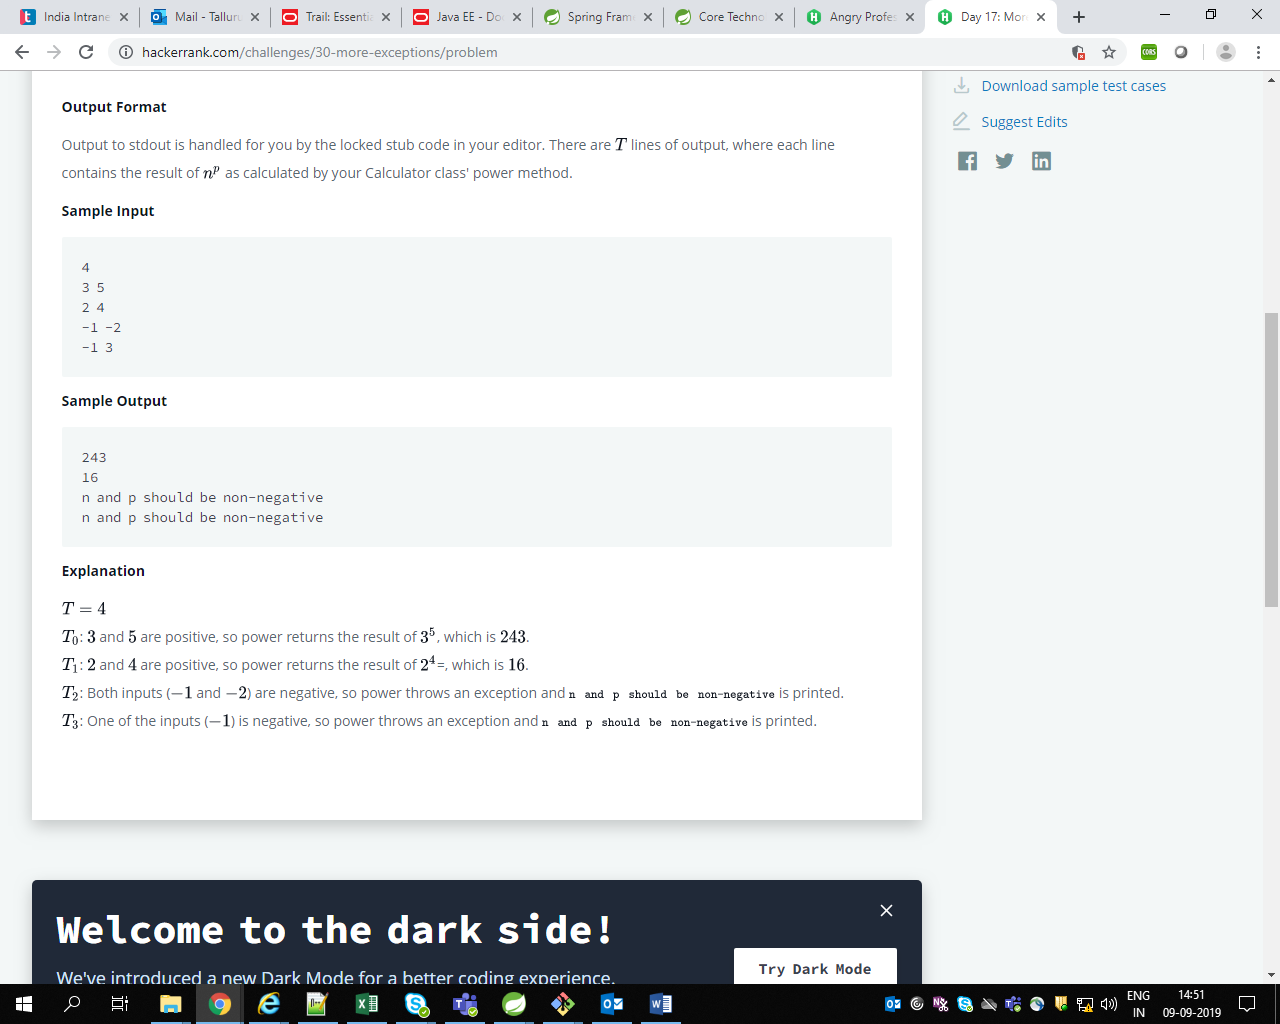 India Intrane
Mail - Tallur
Trail: Essentia
Java EE - Do
Spring Fram
Core Techno
Angry Profes
Day 17: Mor
hackerrank.com/challenges/30-more-exceptions/problem
CORS
Output Format
Output to stdout is handled for you by the locked stub code in your editor. There are T lines of output, where each line
contains the result of n^p as calculated by your Calculator class' power method.
Sample Input
4
3 5
2 4
-1 -2
-1 3
Sample Output
243
16
n and p should be non-negative
n and p should be non-negative
Explanation
T = 4
T0: 3 and 5 are positive, so power returns the result of 3^5, which is 243.
T1: 2 and 4 are positive, so power returns the result of 2^4=, which is 16.
T2: Both inputs (−1 and −2) are negative, so power throws an exception and n and p should be non-negative is printed.
T3: One of the inputs (−1) is negative, so power throws an exception and n and p should be non-negative is printed.
Download sample test cases
Suggest Edits
Welcome to the dark side!
We've introduced a new Dark Mode for a better coding experience.
Try Dark Mode
ENG
IN
14:51
09-09-2019